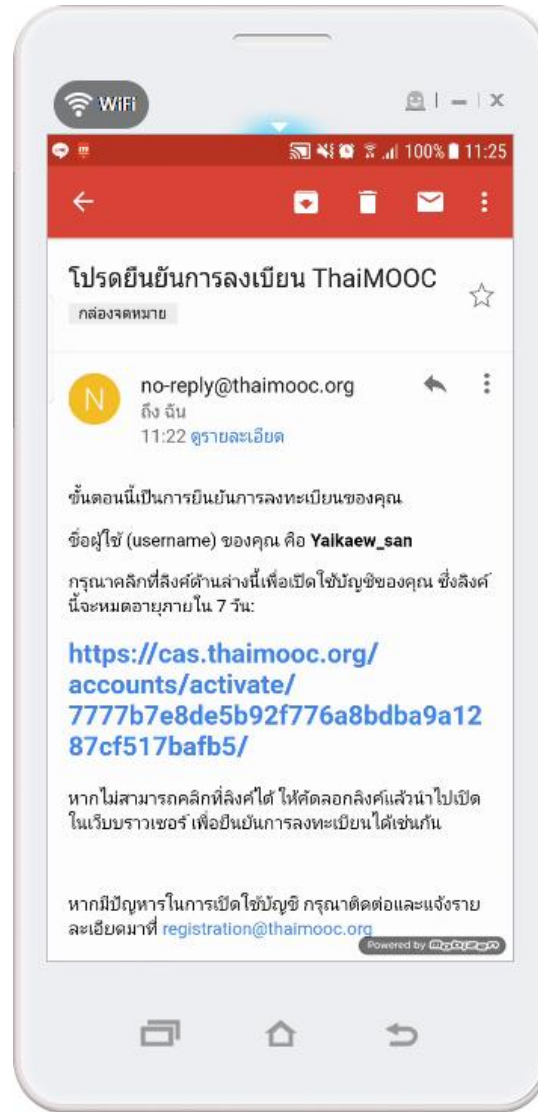 WiFi
100% 11:25
โปรดยืนยันการลงเบียน ThaiMOOC
กล่องจดหมาย
N
no-reply@thaimooc.org
ถึง ฉัน
11:22 ดูรายละเอียด
ขั้นตอนนี้เป็นการยืนยันการลงทะเบียนของคุณ
ชื่อผู้ใช้ (username) ของคุณ คือ Yaikaew_san
กรุณาคลิกที่ลิงค์ด้านล่างนี้เพื่อเปิดใช้บัญชีของคุณ ซึ่งลิงค์
นี้จะหมดอายุภายใน 7 วัน:
https://cas.thaimooc.org/
accounts/activate/
7777b7e8de5b92f776a8bdba9a12
87cf517bafb5/
หากไม่สามารถคลิกที่ลิงค์ได้ ให้คัดลอกลิงค์แล้วนำไปเปิด
ในเว็บบราวเซอร์ เพื่อยืนยันการลงทะเบียนได้เช่นกัน
หากมีปัญหารในการเปิดใช้บัญชี กรุณาติดต่อและแจ้งราย
ละเอียดมาที่ registration@thaimooc.org
Powered by Mobizen